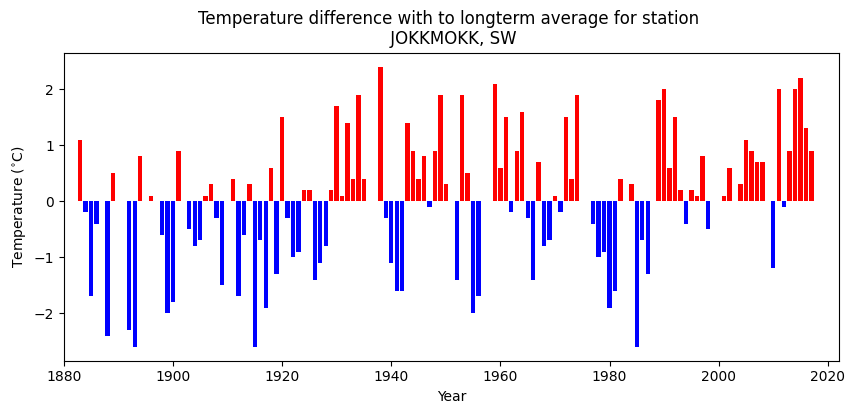 Temperature difference with to longterm average for station
JOKKMOKK, SW
Temperature (°C)
2
1
0
−1
−2
1880 1900 1920 1940 1960 1980 2000 2020
Year